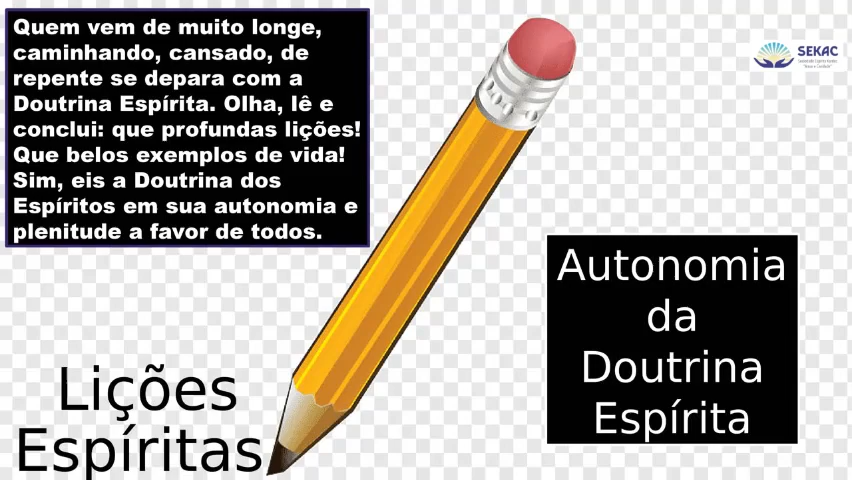 Quem vem de muito longe,
caminhando, cansado, de
repente se depara com a
Doutrina Espírita. Olha, lê e
conclui: que profundas lições!
Que belos exemplos de vida!
Sim, eis a Doutrina dos
Espíritos em sua autonomia e
plenitude a favor de todos.
SEKAC
Autonomia
da
Doutrina
Espírita
Lições
Espíritas